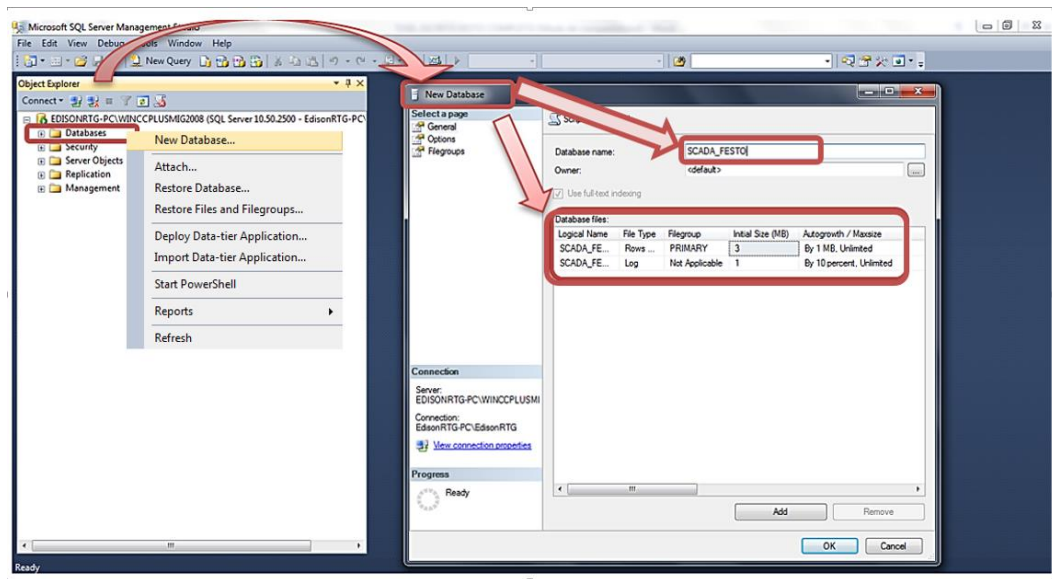 Microsoft SQL Server Management Studio
File Edit View Debug Tools Window Help
New Query
Object Explorer
Connect
EDISONRTG-PC\WINCCPLUSMIG2008 (SQL Server 10.50.2500 - EdisonRTG-PC\
Databases
Security
Server Objects
Replication
Management
New Database...
Attach...
Restore Database...
Restore Files and Filegroups...
Deploy Data-tier Application...
Import Data-tier Application...
Start PowerShell
Reports
Refresh
Ready
New Database
Select a page
General
Options
Filegroups
Database name: SCADA_FESTO
Owner: <default> ...
Use full-text indexing
Database files:
Logical Name File Type Filegroup Initial Size (MB) Autogrowth / Maxsize
SCADA_FE... Rows ... PRIMARY 3 By 1 MB, Unlimited
SCADA_FE... Log Not Applicable 1 By 10 percent, Unlimited
Connection
Server:
EDISONRTG-PC\WINCCPLUSMI
Connection:
EdisonRTG-PC\EdisonRTG
View connection properties
Progress
Ready
Add Remove
OK Cancel